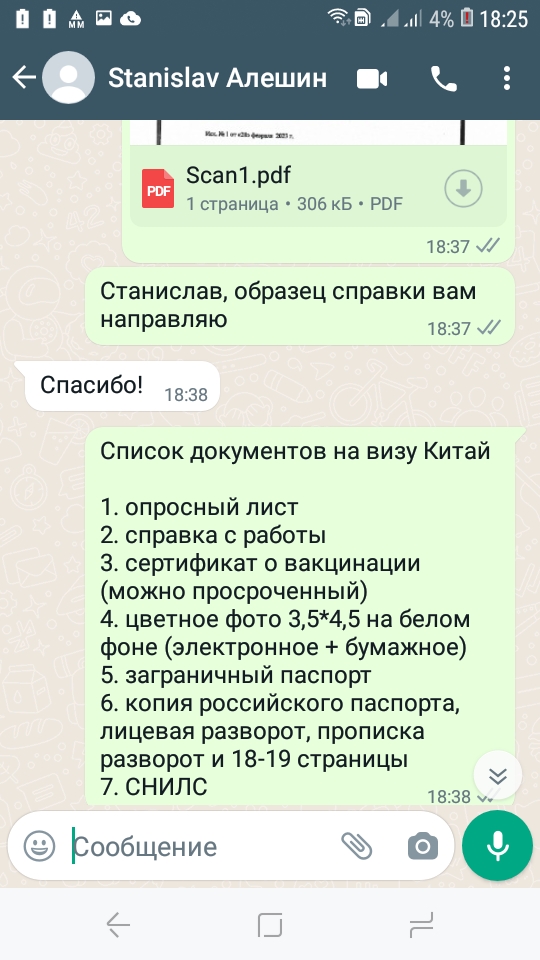 4% 18:25
Stanislav Алешин
Исх. № 1 от «28» февраля 2023 г.
PDF
Scan1.pdf
1 страница • 306 кБ • PDF
18:37
Станислав, образец справки вам
направляю
18:37
Спасибо!
18:38
Список документов на визу Китай
1. опросный лист
2. справка с работы
3. сертификат о вакцинации
(можно просроченный)
4. цветное фото 3,5*4,5 на белом
фоне (электронное + бумажное)
5. заграничный паспорт
6. копия российского паспорта,
лицевая разворот, прописка
разворот и 18-19 страницы
7. СНИЛС
18:38
Сообщение